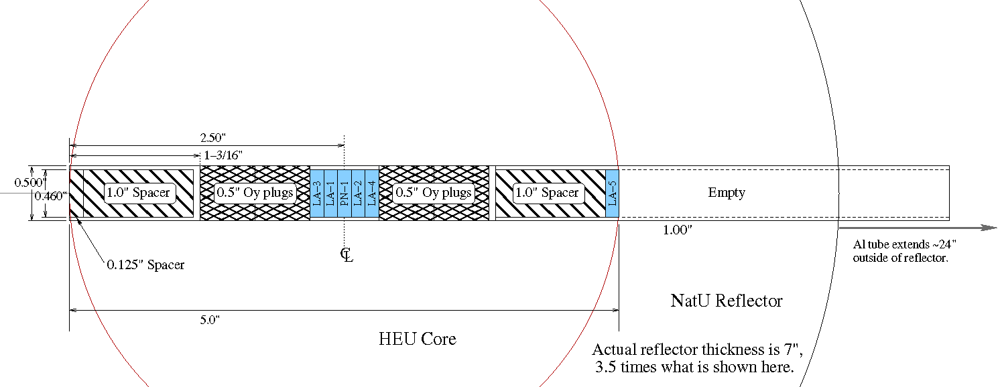 2.50"
1–3/16"
0.500"
0.460"
1.0" Spacer
0.5" Oy plugs
LA–3
LA–1
PN–1
LA–2
LA–4
0.5" Oy plugs
1.0" Spacer
LA–5
Empty
1.00"
℄
Al tube extends ~24"
outside of reflector.
0.125" Spacer
NatU Reflector
5.0"
HEU Core
Actual reflector thickness is 7",
3.5 times what is shown here.